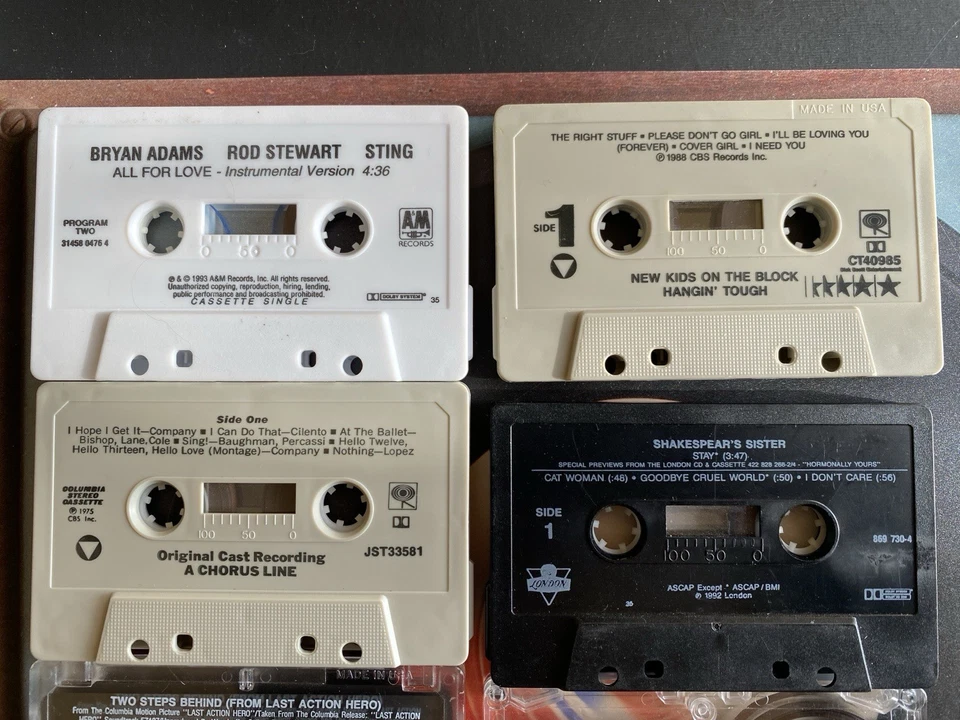 BRYAN ADAMS ROD STEWART STING
ALL FOR LOVE - Instrumental Version 4:36
PROGRAM
TWO
31458 0476 4
A&M
RECORDS
100 50 0
℗ & © 1993 A&M Records, Inc. All rights reserved.
Unauthorized copying, reproduction, hiring, lending,
public performance and broadcasting prohibited.
CASSETTE SINGLE
DOLBY SYSTEM
35
MADE IN USA
THE RIGHT STUFF ▪ PLEASE DON'T GO GIRL ▪ I'LL BE LOVING YOU
(FOREVER) ▪ COVER GIRL ▪ I NEED YOU
℗ 1988 CBS Records Inc.
SIDE 1
100 50 0
CT40985
Dick Scott Entertainment
NEW KIDS ON THE BLOCK
HANGIN' TOUGH
Side One
I Hope I Get It—Company ■ I Can Do That—Cilento ■ At The Ballet—
Bishop, Lane,Cole ■ Sing!—Baughman, Percassi ■ Hello Twelve,
Hello Thirteen, Hello Love (Montage)—Company ■ Nothing—Lopez
COLUMBIA
STEREO
CASSETTE
℗ 1975
CBS Inc.
100 50 0
Original Cast Recording
A CHORUS LINE
JST33581
SHAKESPEAR'S SISTER
STAY* (3:47)
SPECIAL PREVIEWS FROM THE LONDON CD & CASSETTE 422 828 266-2/4 - "HORMONALLY YOURS"
CAT WOMAN (:48) • GOODBYE CRUEL WORLD* (:50) • I DON'T CARE (:56)
SIDE
1
100 50 0
869 730-4
LONDON
ASCAP Except * ASCAP/BMI
℗ 1992 London
35
MADE IN USA
TWO STEPS BEHIND (FROM LAST ACTION HERO)
From The Columbia Motion Picture "LAST ACTION HERO"/Taken From The Columbia Release: "LAST ACTION